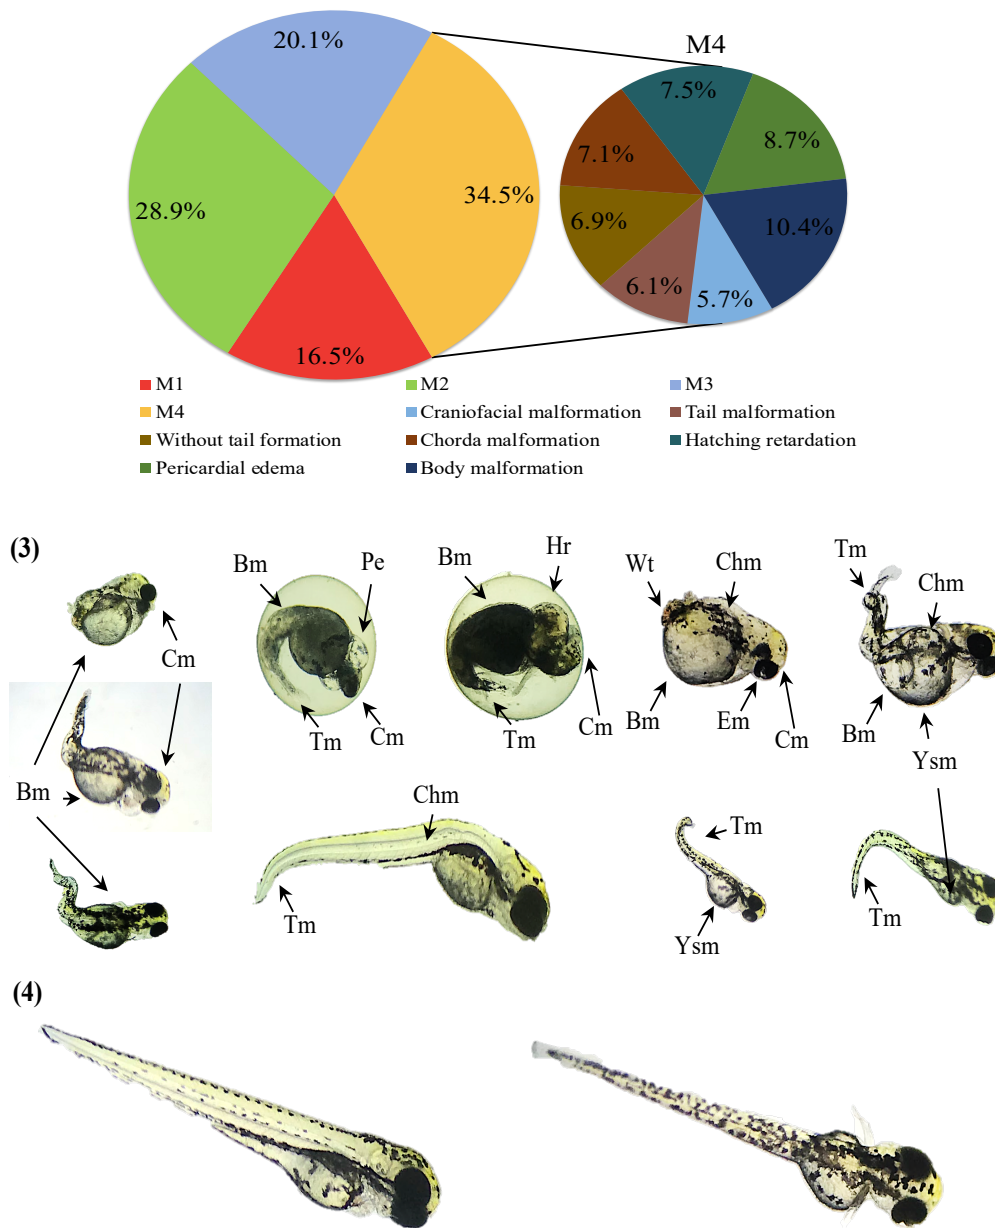 20.1%
M4
7.5%
8.7%
7.1%
34.5%
28.9%
6.9%
10.4%
6.1%
5.7%
16.5%
M1 M2 M3
M4 Craniofacial malformation Tail malformation
Without tail formation Chorda malformation Hatching retardation
Pericardial edema Body malformation
(3)
Bm Pe Bm Hr Wt Chm Tm Chm
Cm
Tm Cm Tm Cm Bm Em Cm Bm Ysm
Bm
Chm Tm
Tm Ysm Tm
(4)